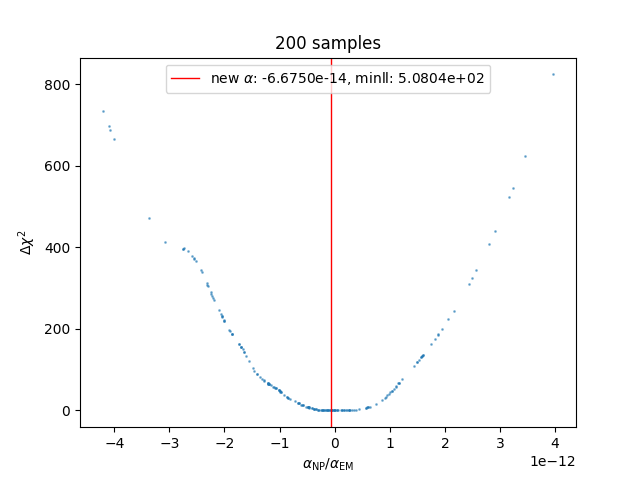 200 samples
new α: -6.6750e-14, minll: 5.0804e+02
800
600
400
200
0
Δχ²
−4 −3 −2 −1 0 1 2 3 4
1e−12
α_NP/α_EM